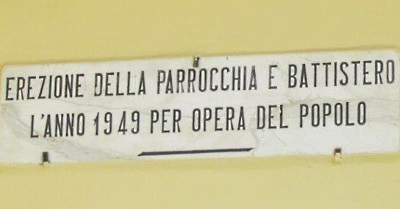 EREZIONE DELLA PARROCCHIA E BATTISTERO
L'ANNO 1949 PER OPERA DEL POPOLO